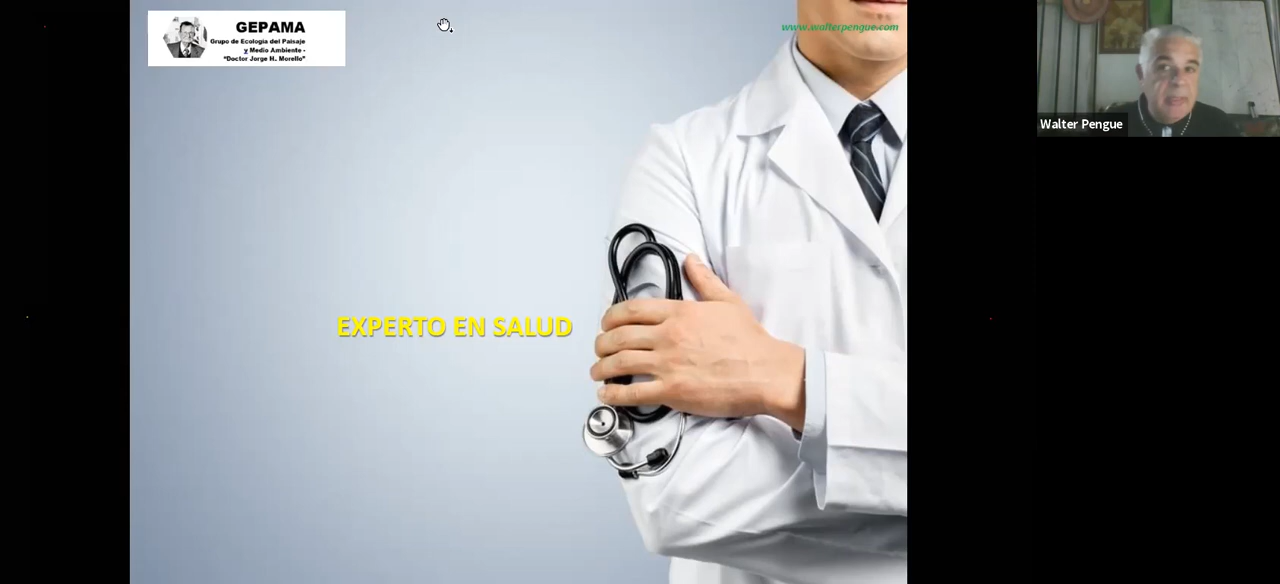 GEPAMA
Grupo de Ecología del Paisaje
y Medio Ambiente -
"Doctor Jorge H. Morello"
www.walterpengue.com
Walter Pengue
EXPERTO EN SALUD